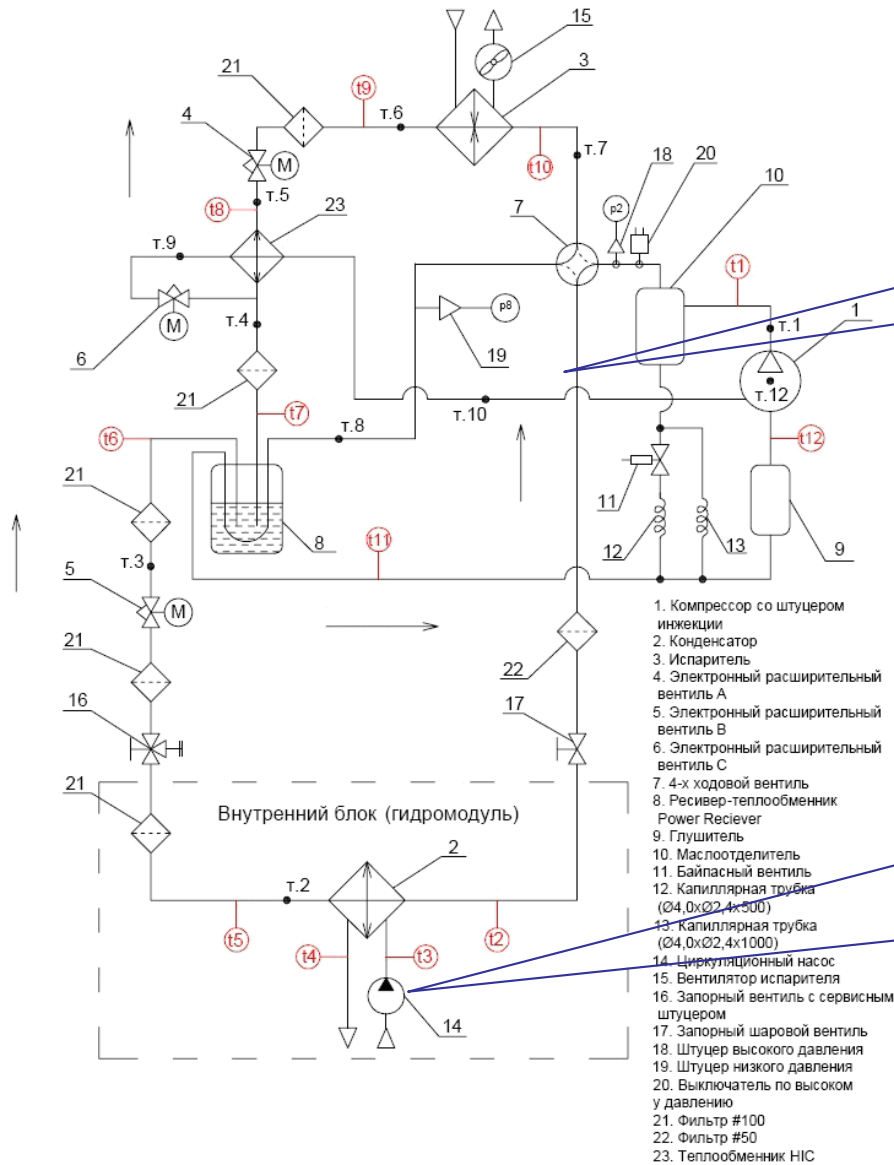 15
21
3
t9
т.6
4
т.7
M
t10
18
20
10
т.5
p2
t8
23
7
т.9
t1
p8
т.1
1
M
т.4
6
19
21
т.12
t7
т.10
t6
т.8
t12
21
11
8
12
13
9
t11
т.3
5
M
21
22
16
17
21
Внутренний блок (гидромодуль)
2
т.2
t5
t4
t3
t2
14
1. Компрессор со штуцером
инжекции
2. Конденсатор
3. Испаритель
4. Электронный расширительный
вентиль А
5. Электронный расширительный
вентиль В
6. Электронный расширительный
вентиль С
7. 4-х ходовой вентиль
8. Ресивер-теплообменник
Power Reciever
9. Глушитель
10. Маслоотделитель
11. Байпасный вентиль
12. Капиллярная трубка
(Ø4,0xØ2,4x500)
13. Капиллярная трубка
(Ø4,0xØ2,4x1000)
14. Циркуляционный насос
15. Вентилятор испарителя
16. Запорный вентиль с сервисным
штуцером
17. Запорный шаровой вентиль
18. Штуцер высокого давления
19. Штуцер низкого давления
20. Выключатель по высоком
у давлению
21. Фильтр #100
22. Фильтр #50
23. Теплообменник HIC